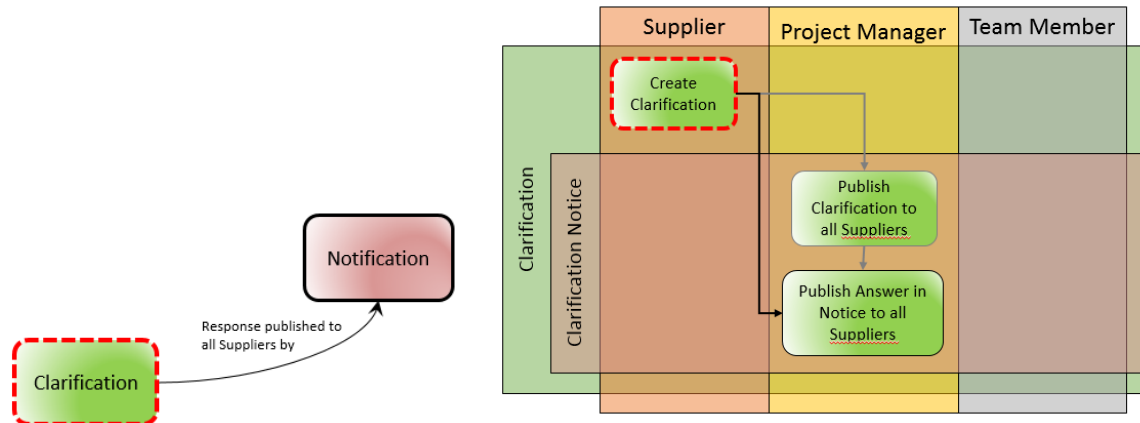 Notification
Response published to
all Suppliers by
Clarification
Supplier
Project Manager
Team Member
Clarification
Clarification Notice
Create
Clarification
Publish
Clarification to
all Suppliers
Publish Answer in
Notice to all
Suppliers